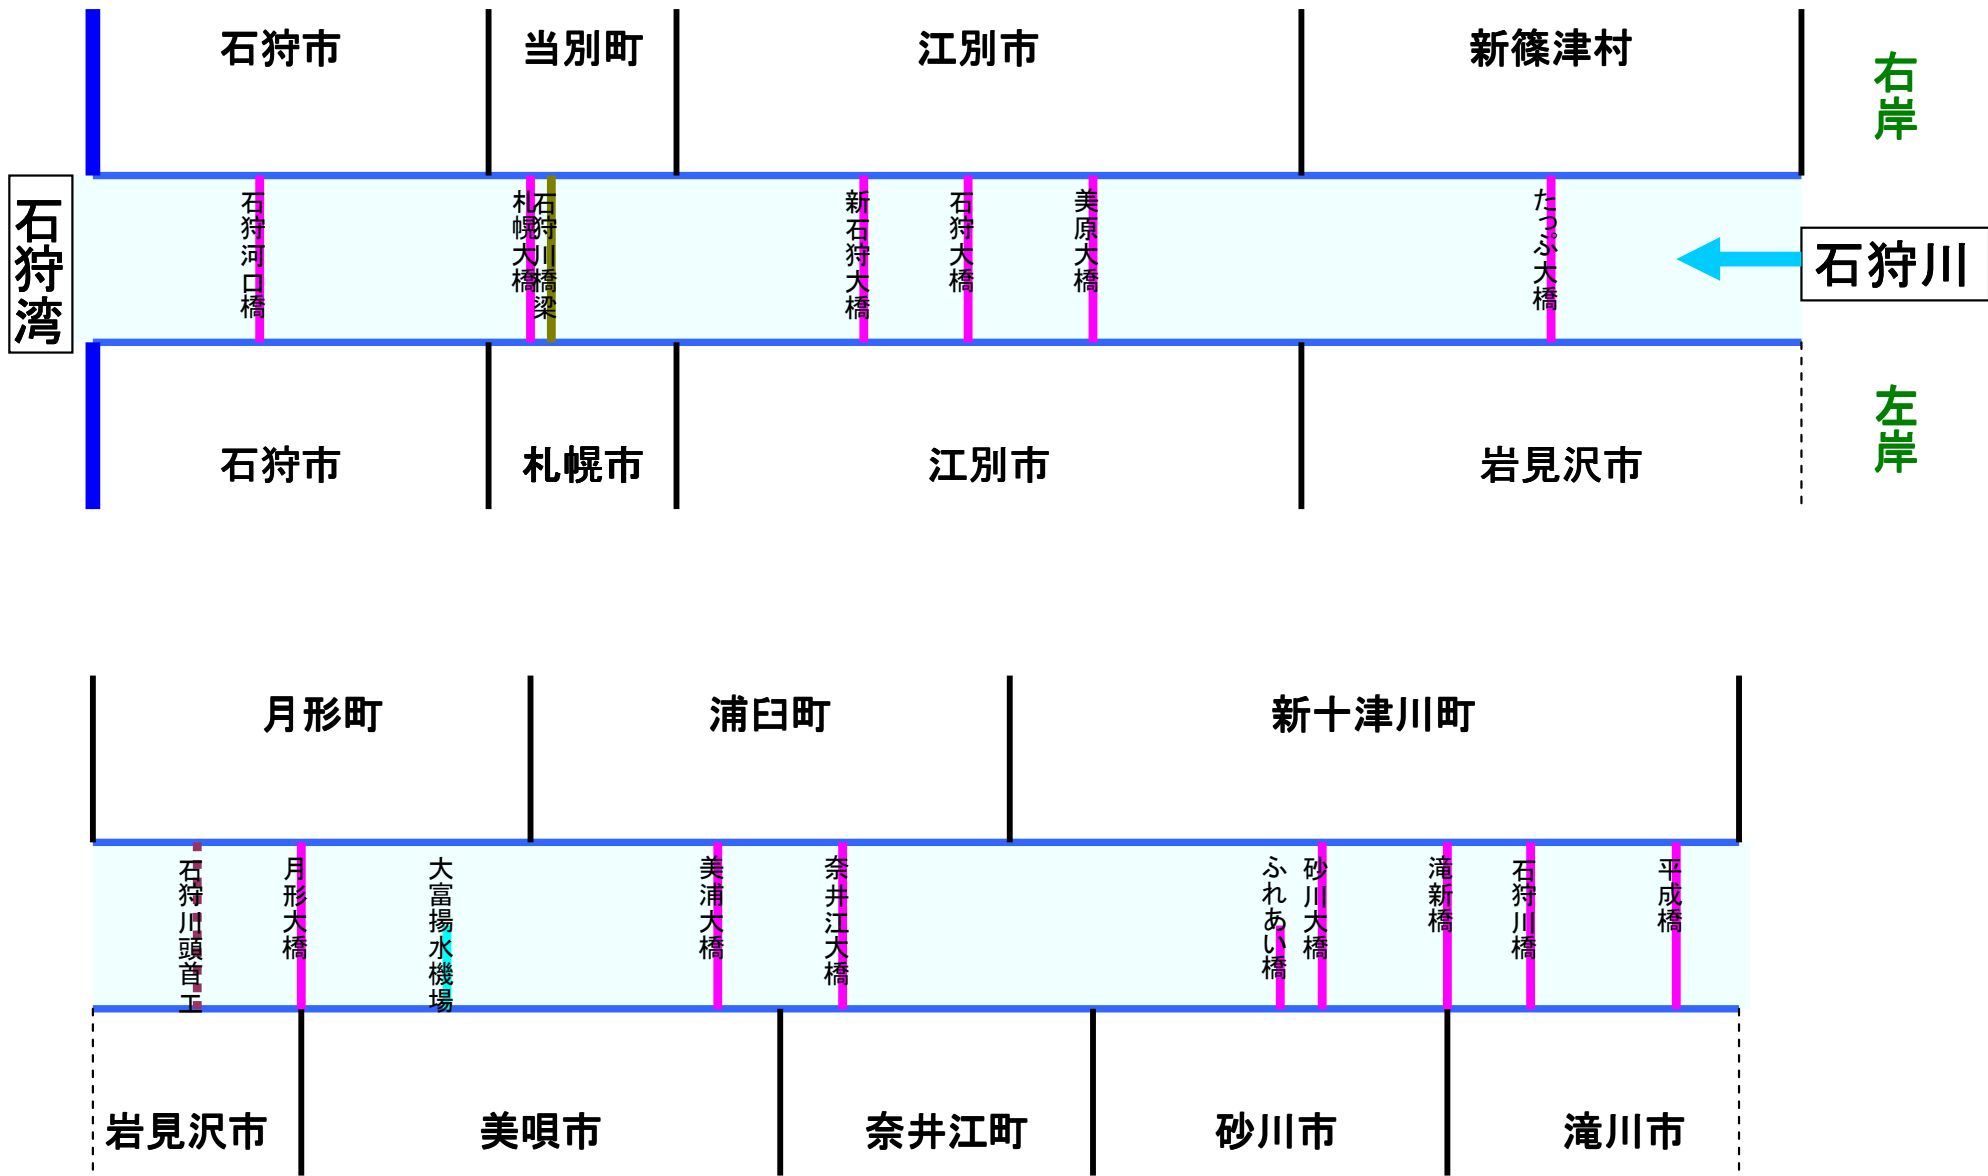 石狩市
当別町
江別市
新篠津村
右岸
石狩湾
石狩河口橋
札幌大橋
石狩川橋梁
新石狩大橋
石狩大橋
美原大橋
たっぷ大橋
石狩川
石狩市
札幌市
江別市
岩見沢市
左岸
月形町
浦臼町
新十津川町
石狩川頭首工
月形大橋
大富揚水機場
美浦大橋
奈井江大橋
ふれあい橋
砂川大橋
滝新橋
石狩川橋
平成橋
岩見沢市
美唄市
奈井江町
砂川市
滝川市